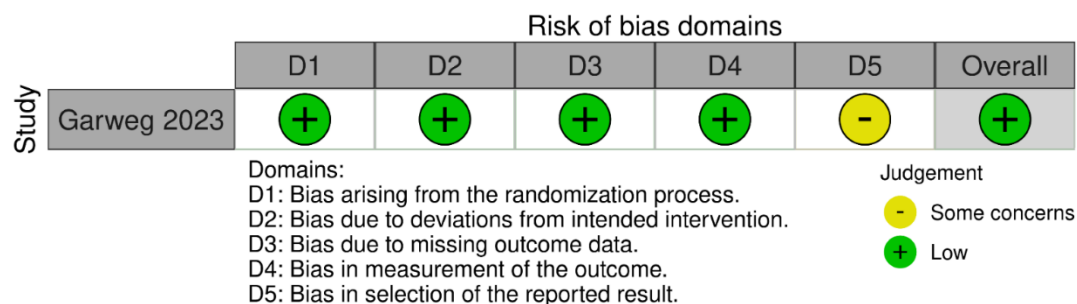 Risk of bias domains
D1 D2 D3 D4 D5 Overall
Study
Garweg 2023 + + + + - +
Domains:
D1: Bias arising from the randomization process.
D2: Bias due to deviations from intended intervention.
D3: Bias due to missing outcome data.
D4: Bias in measurement of the outcome.
D5: Bias in selection of the reported result.
Judgement
- Some concerns
+ Low